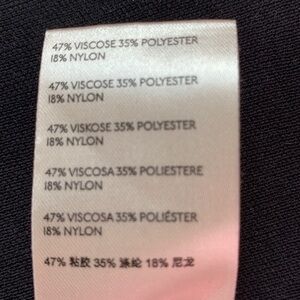 47% VISCOSE 35% POLYESTER
18% NYLON
47% VISCOSE 35% POLYESTER
18% NYLON
47% VISKOSE 35% POLYESTER
18% NYLON
47% VISCOSA 35% POLIESTERE
18% NYLON
47% VISCOSA 35% POLIÉSTER
18% NYLON
47% 粘胶 35% 涤纶 18% 尼龙